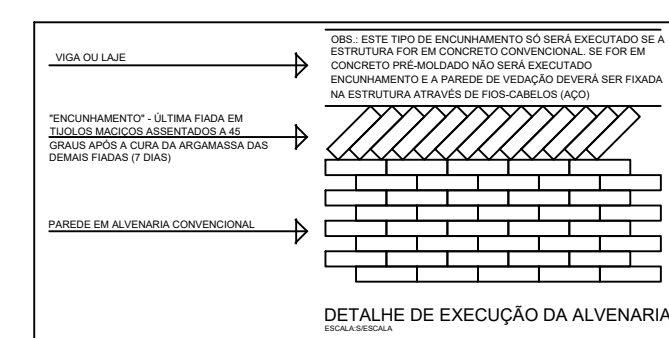 OBS.: ESTE TIPO DE ENCUNHAMENTO SÓ SERÁ EXECUTADO SE A
ESTRUTURA FOR EM CONCRETO CONVENCIONAL. SE FOR EM
CONCRETO PRÉ-MOLDADO NÃO SERÁ EXECUTADO
ENCUNHAMENTO E A PAREDE DE VEDAÇÃO DEVERÁ SER FIXADA
NA ESTRUTURA ATRAVÉS DE FIOS-CABELOS (AÇO)
VIGA OU LAJE
"ENCUNHAMENTO" - ÚLTIMA FIADA EM
TIJOLOS MACIÇOS ASSENTADOS A 45
GRAUS APÓS A CURA DA ARGAMASSA DAS
DEMAIS FIADAS (7 DIAS)
PAREDE EM ALVENARIA CONVENCIONAL
DETALHE DE EXECUÇÃO DA ALVENARIA
ESCALA:S/ESCALA